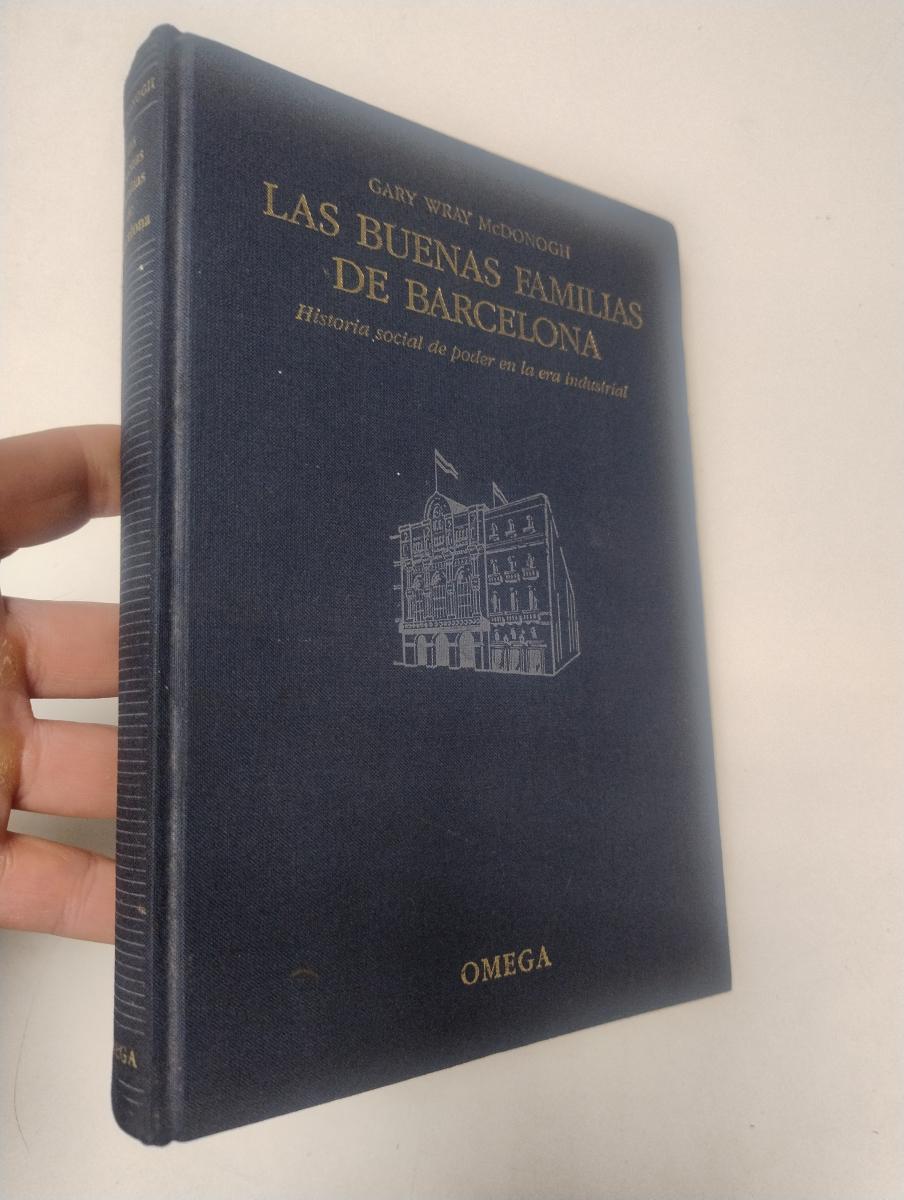 GARY WRAY McDONOGH
LAS BUENAS FAMILIAS
DE BARCELONA
Historia social de poder en la era industrial
OMEGA